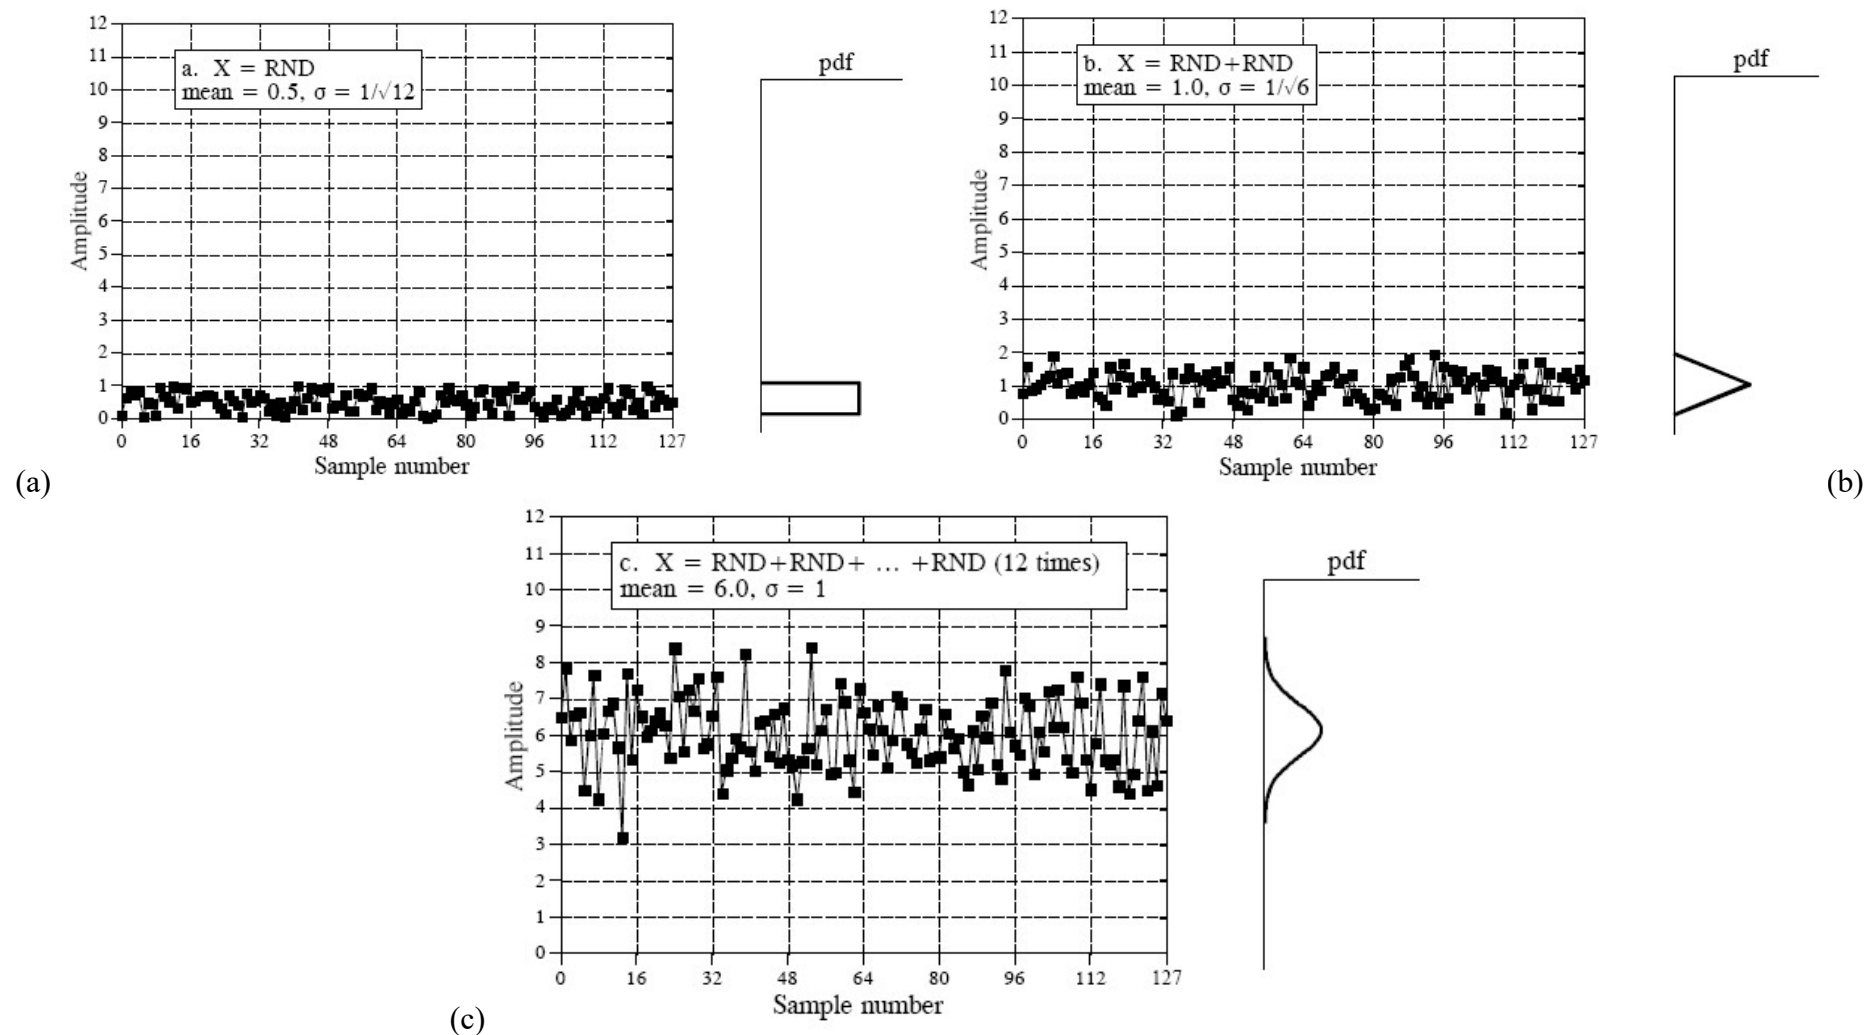 12
11
10
9
8
7
6
5
4
3
2
1
0
Amplitude
a. X = RND
mean = 0.5, σ = 1/√12
0 16 32 48 64 80 96 112 127
Sample number
pdf
(a)
12
11
10
9
8
7
6
5
4
3
2
1
0
Amplitude
b. X = RND+RND
mean = 1.0, σ = 1/√6
0 16 32 48 64 80 96 112 127
Sample number
pdf
(b)
12
11
10
9
8
7
6
5
4
3
2
1
0
Amplitude
c. X = RND+RND+ … +RND (12 times)
mean = 6.0, σ = 1
0 16 32 48 64 80 96 112 127
Sample number
pdf
(c)